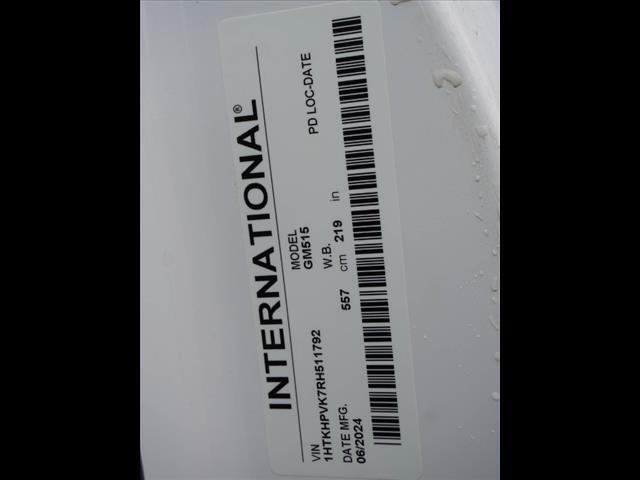 INTERNATIONAL®
VIN MODEL PD LOC-DATE
1HTKHPVK7RH511792 GM515
DATE MFG. W.B.
06/2024 557 cm 219 in